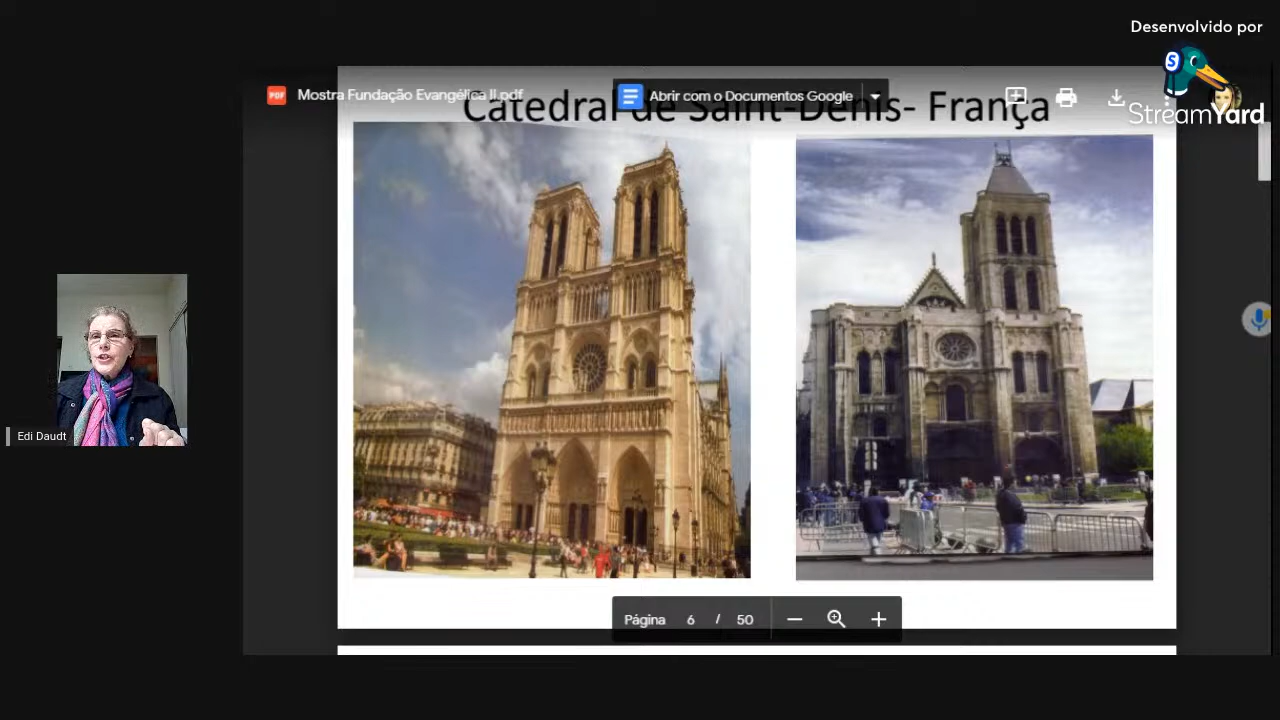 Desenvolvido por
StreamYard
Mostra Fundação Evangélica II.pdf
Abrir com o Documentos Google
Catedral de Saint-Denis- França
Edi Daudt
Página 6 / 50